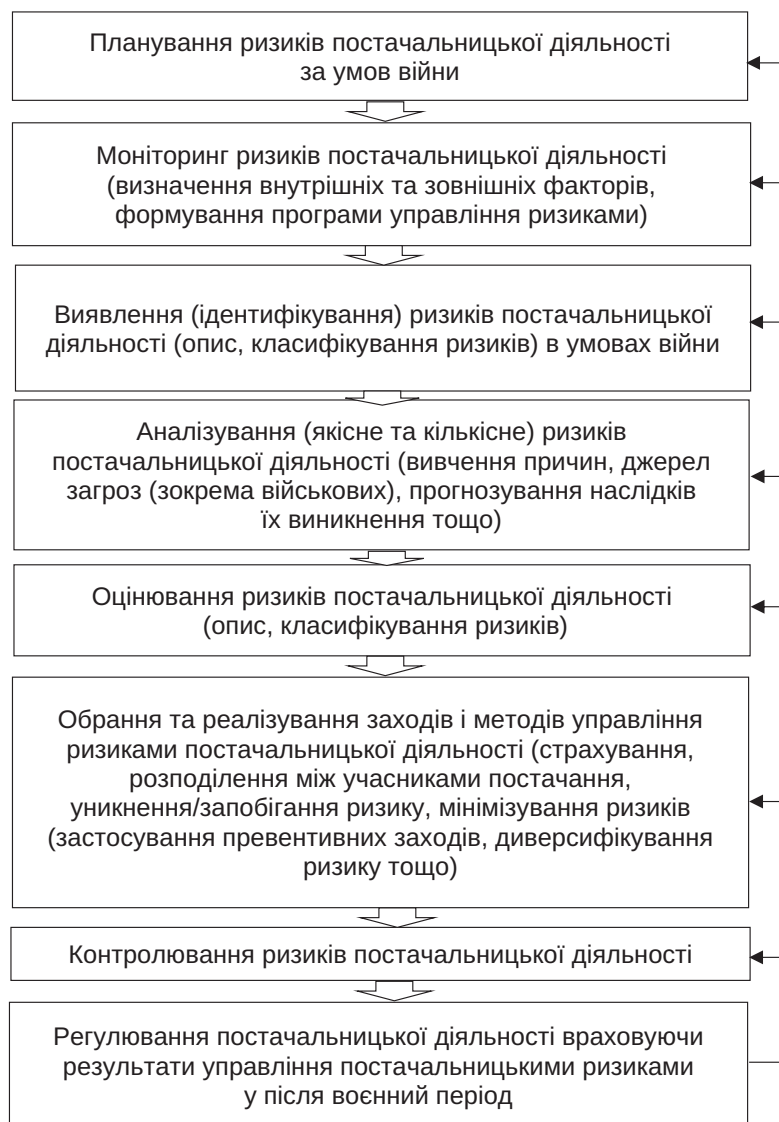 Планування ризиків постачальницької діяльності
за умов війни
Моніторинг ризиків постачальницької діяльності
(визначення внутрішніх та зовнішніх факторів,
формування програми управління ризиками)
Виявлення (ідентифікування) ризиків постачальницької
діяльності (опис, класифікування ризиків) в умовах війни
Аналізування (якісне та кількісне) ризиків
постачальницької діяльності (вивчення причин, джерел
загроз (зокрема військових), прогнозування наслідків
їх виникнення тощо)
Оцінювання ризиків постачальницької діяльності
(опис, класифікування ризиків)
Обрання та реалізування заходів і методів управління
ризиками постачальницької діяльності (страхування,
розподілення між учасниками постачання,
уникнення/запобігання ризику, мінімізування ризиків
(застосування превентивних заходів, диверсифікування
ризику тощо)
Контролювання ризиків постачальницької діяльності
Регулювання постачальницької діяльності враховуючи
результати управління постачальницькими ризиками
у після воєнний період